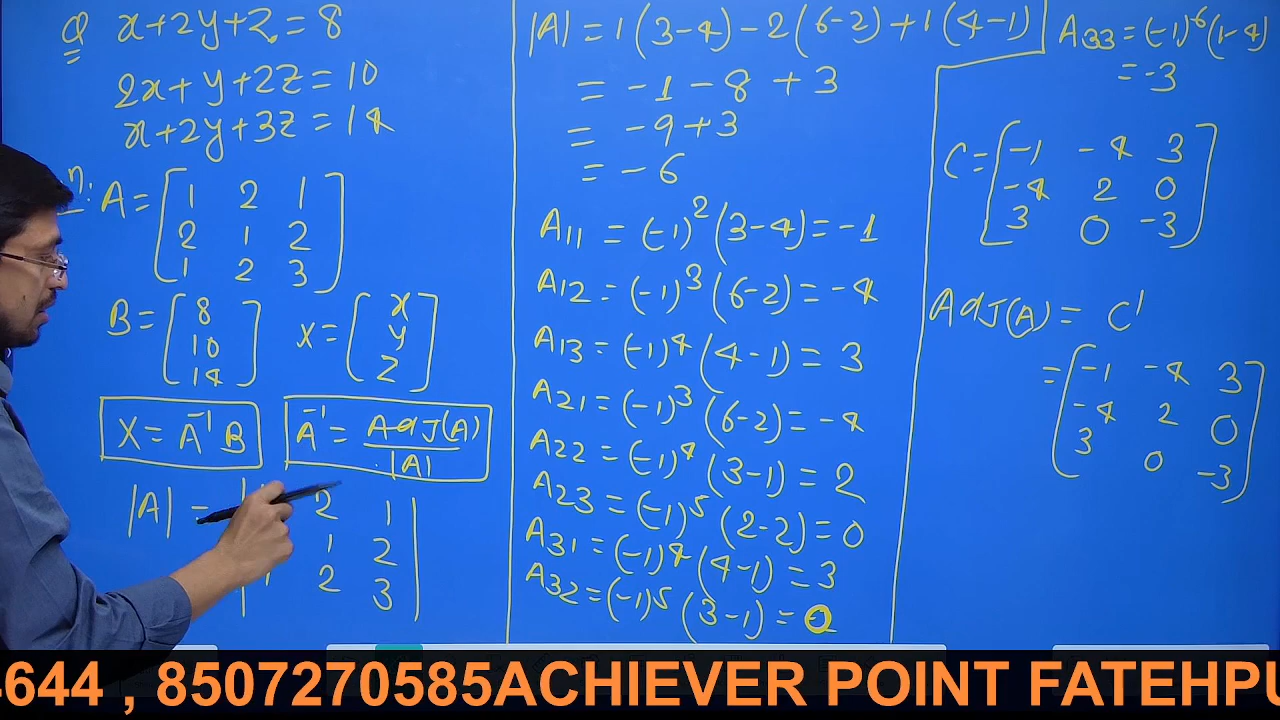 Q x+2y+z=8
2x+y+2z=10
x+2y+3z=14
n: A = [1 2 1
2 1 2
1 2 3]
B = [8
10
14]
X = [x
y
z]
X = A⁻¹ B
A⁻¹ = AdJ(A)
|A|
|A| = | 2 1
1 2
2 3|
|A| = 1(3-4)-2(6-2)+1(4-1)
= -1-8+3
= -9+3
= -6
A11 = (-1)²(3-4) = -1
A12 = (-1)³(6-2) = -4
A13 = (-1)⁴(4-1) = 3
A21 = (-1)³(6-2) = -4
A22 = (-1)⁴(3-1) = 2
A23 = (-1)⁵(2-2) = 0
A31 = (-1)⁴(4-1) = 3
A32 = (-1)⁵(3-1) = 0
A33 = (-1)⁶(1-4)
= -3
C = [-1 -4 3
-4 2 0
3 0 -3]
AdJ(A) = C'
= [-1 -4 3
-4 2 0
3 0 -3]
644 , 8507270585ACHIEVER POINT FATEHPU